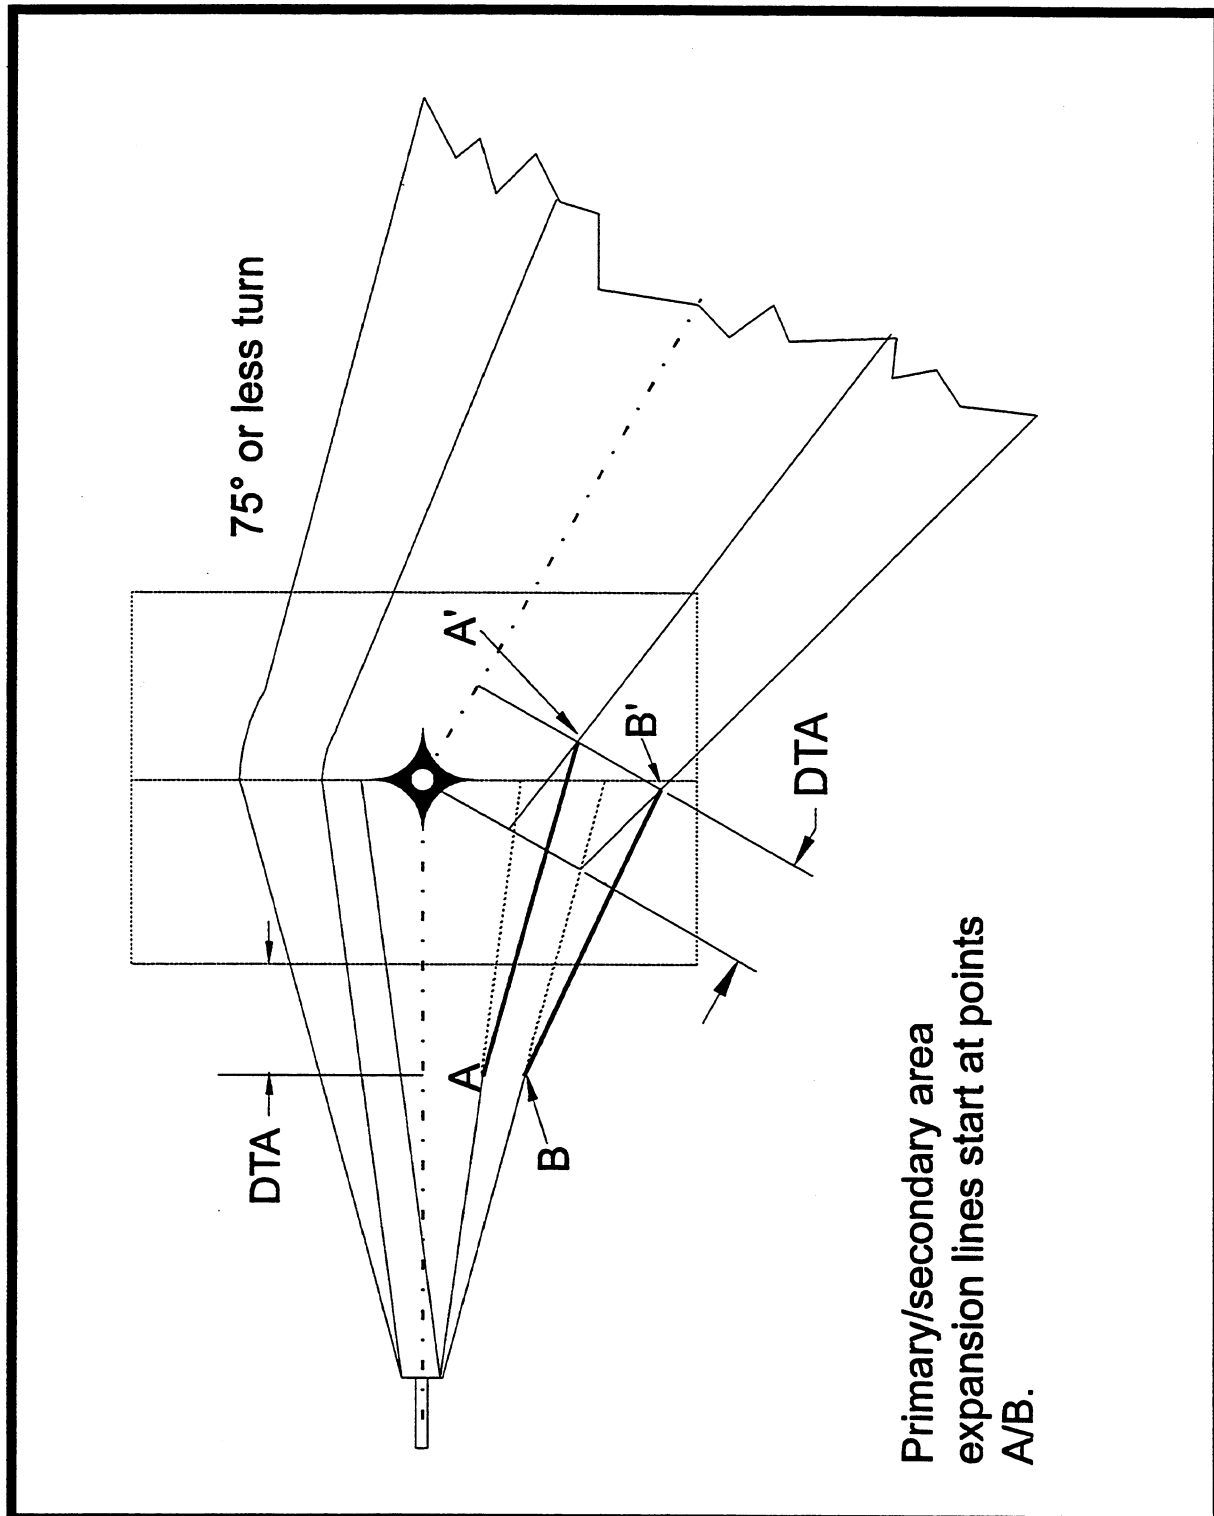 75° or less turn
DTA
A
B
A'
B'
DTA
Primary/secondary area
expansion lines start at points
A/B.